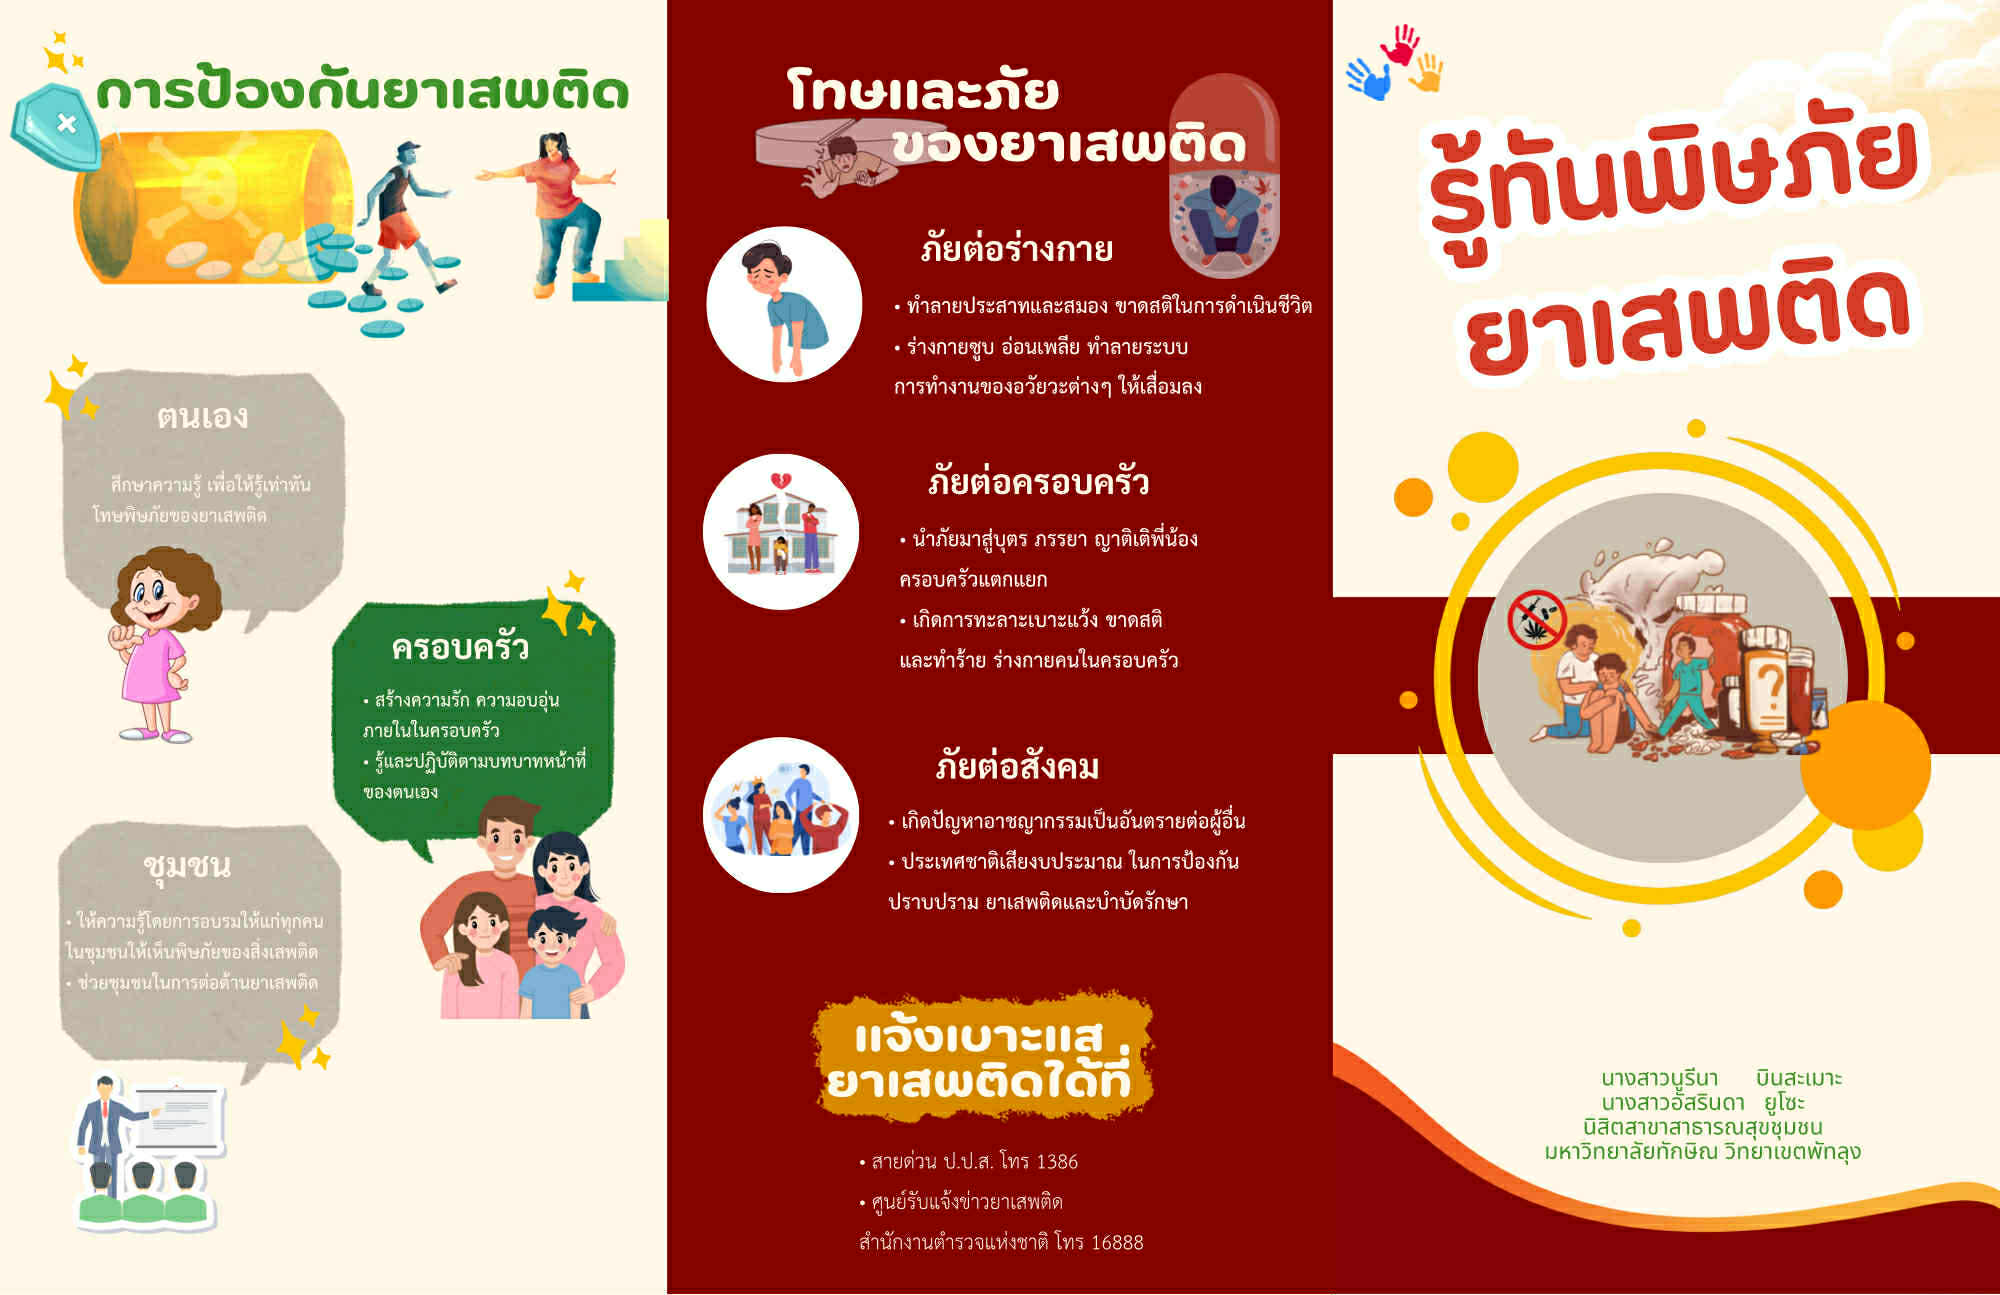 การป้องกันยาเสพติด
ตนเอง
ศึกษาความรู้ เพื่อให้รู้เท่าทัน
โทษพิษภัยของยาเสพติด
ครอบครัว
• สร้างความรัก ความอบอุ่น
ภายในในครอบครัว
• รู้และปฏิบัติตามบทบาทหน้าที่
ของตนเอง
ชุมชน
• ให้ความรู้โดยการอบรมให้แก่ทุกคน
ในชุมชนให้เห็นพิษภัยของสิ่งเสพติด
• ช่วยชุมชนในการต่อต้านยาเสพติด
โทษและภัย
ของยาเสพติด
ภัยต่อร่างกาย
• ทำลายประสาทและสมอง ขาดสติในการดำเนินชีวิต
• ร่างกายซูบ อ่อนเพลีย ทำลายระบบ
การทำงานของอวัยวะต่างๆ ให้เสื่อมลง
ภัยต่อครอบครัว
• นำภัยมาสู่บุตร ภรรยา ญาติเติพี่น้อง
ครอบครัวแตกแยก
• เกิดการทะลาะเบาะแว้ง ขาดสติ
และทำร้าย ร่างกายคนในครอบครัว
ภัยต่อสังคม
• เกิดปัญหาอาชญากรรมเป็นอันตรายต่อผู้อื่น
• ประเทศชาติเสียงบประมาณ ในการป้องกัน
ปราบปราม ยาเสพติดและบำบัดรักษา
แจ้งเบาะแส
ยาเสพติดได้ที่
• สายด่วน ป.ป.ส. โทร 1386
• ศูนย์รับแจ้งข่าวยาเสพติด
สำนักงานตำรวจแห่งชาติ โทร 16888
รู้ทันพิษภัย
ยาเสพติด
?
นางสาวนูรีนา บินสะเมาะ
นางสาวอัสรินดา ยูโซะ
นิสิตสาขาสาธารณสุขชุมชน
มหาวิทยาลัยทักษิณ วิทยาเขตพัทลุง